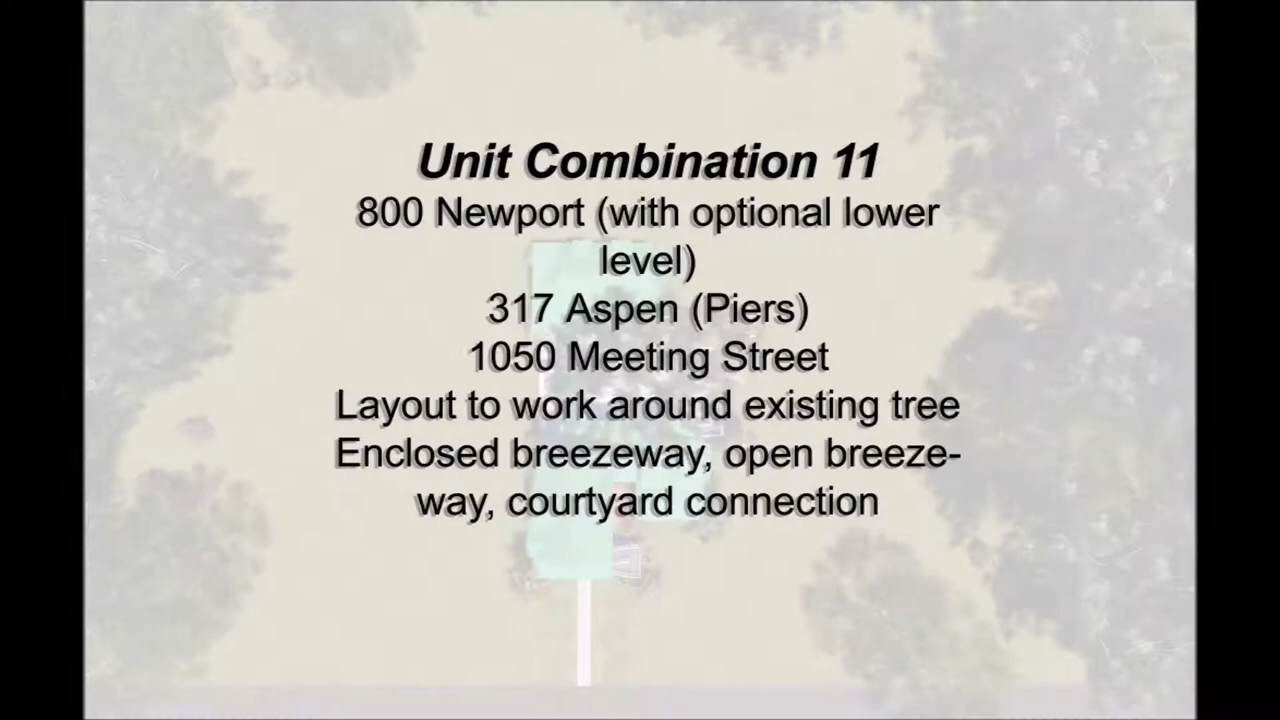 Unit Combination 11
800 Newport (with optional lower
level)
317 Aspen (Piers)
1050 Meeting Street
Layout to work around existing tree
Enclosed breezeway, open breeze-
way, courtyard connection